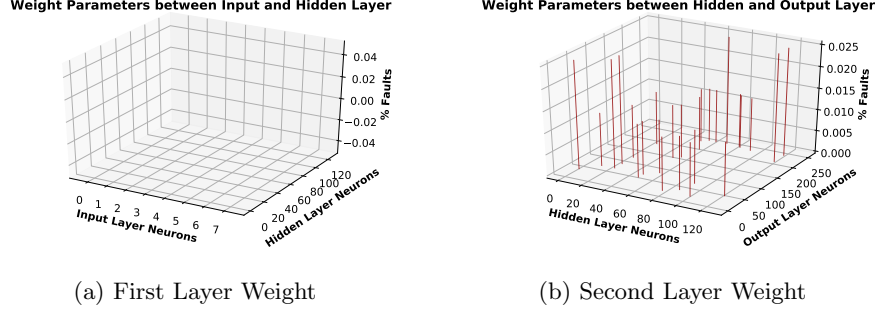 Weight Parameters between Input and Hidden Layer
0.04
0.02
0.00
−0.02
−0.04
% Faults
0 1 2 3 4 5 6 7
Input Layer Neurons
0 20 40 60 80 100 120
Hidden Layer Neurons
(a) First Layer Weight
Weight Parameters between Hidden and Output Layer
0.025
0.020
0.015
0.010
0.005
0.000
% Faults
0 20 40 60 80 100 120
Hidden Layer Neurons
0 50 100 150 200 250
Output Layer Neurons
(b) Second Layer Weight